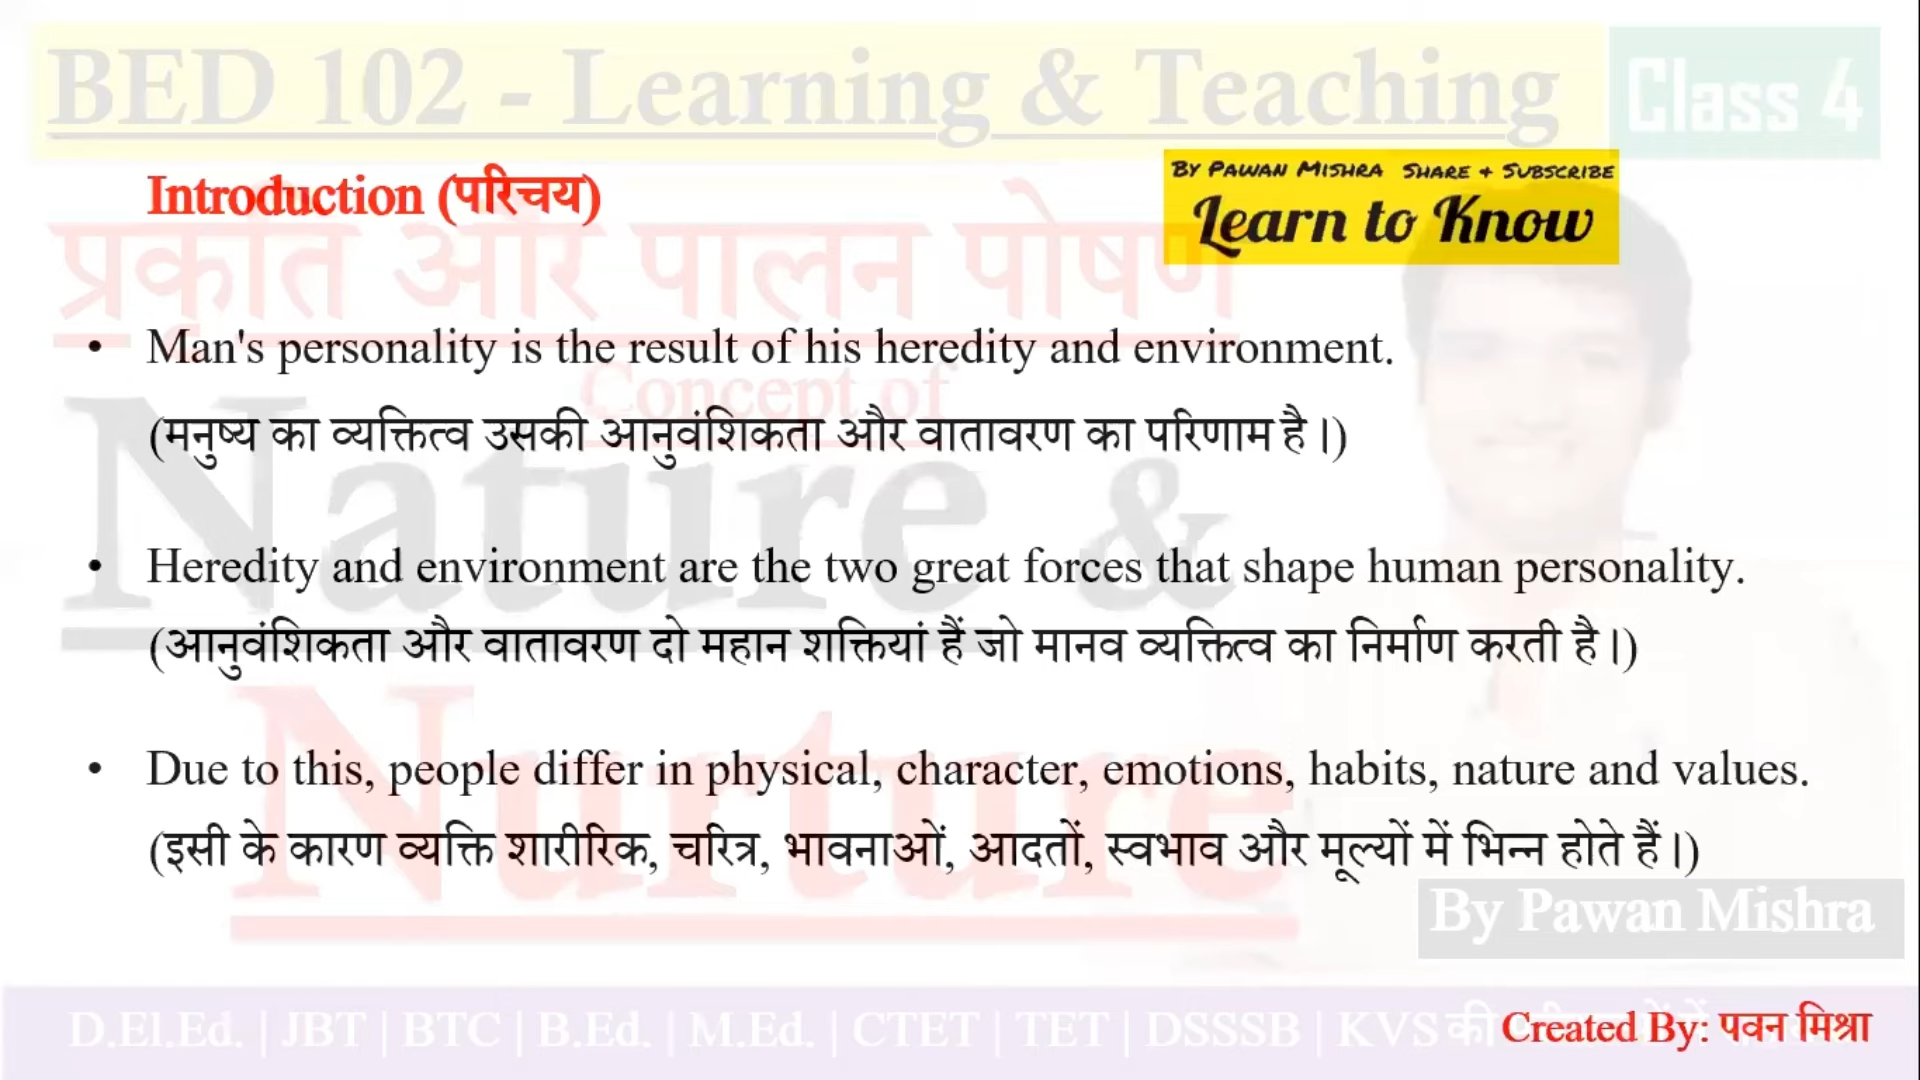 BED 102 - Learning & Teaching
Class 4
Introduction (परिचय)
By Pawan Mishra Share + Subscribe
Learn to Know
प्रकृति और पालन पोषण
• Man's personality is the result of his heredity and environment.
Concept of
(मनुष्य का व्यक्तित्व उसकी आनुवंशिकता और वातावरण का परिणाम है।)
Nature &
• Heredity and environment are the two great forces that shape human personality.
(आनुवंशिकता और वातावरण दो महान शक्तियां हैं जो मानव व्यक्तित्व का निर्माण करती है।)
Nurture
• Due to this, people differ in physical, character, emotions, habits, nature and values.
(इसी के कारण व्यक्ति शारीरिक, चरित्र, भावनाओं, आदतों, स्वभाव और मूल्यों में भिन्न होते हैं।)
By Pawan Mishra
D.El.Ed. | JBT | BTC | B.Ed. | M.Ed. | CTET | TET | DSSSB | KVS की
Created By: पवन मिश्रा